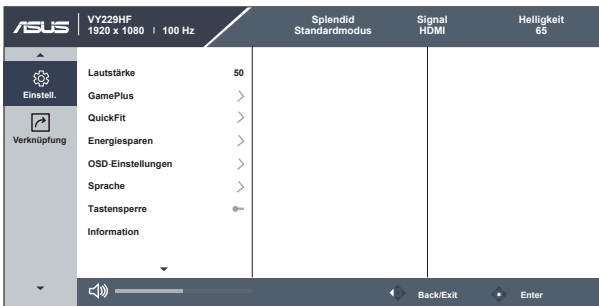 ASUS
VY229HF
1920 x 1080 | 100 Hz
Splendid
Standardmodus
Signal
HDMI
Helligkeit
65
Einstell.
Verknüpfung
Lautstärke 50
GamePlus
QuickFit
Energiesparen
OSD-Einstellungen
Sprache
Tastensperre
Information
Back/Exit
Enter